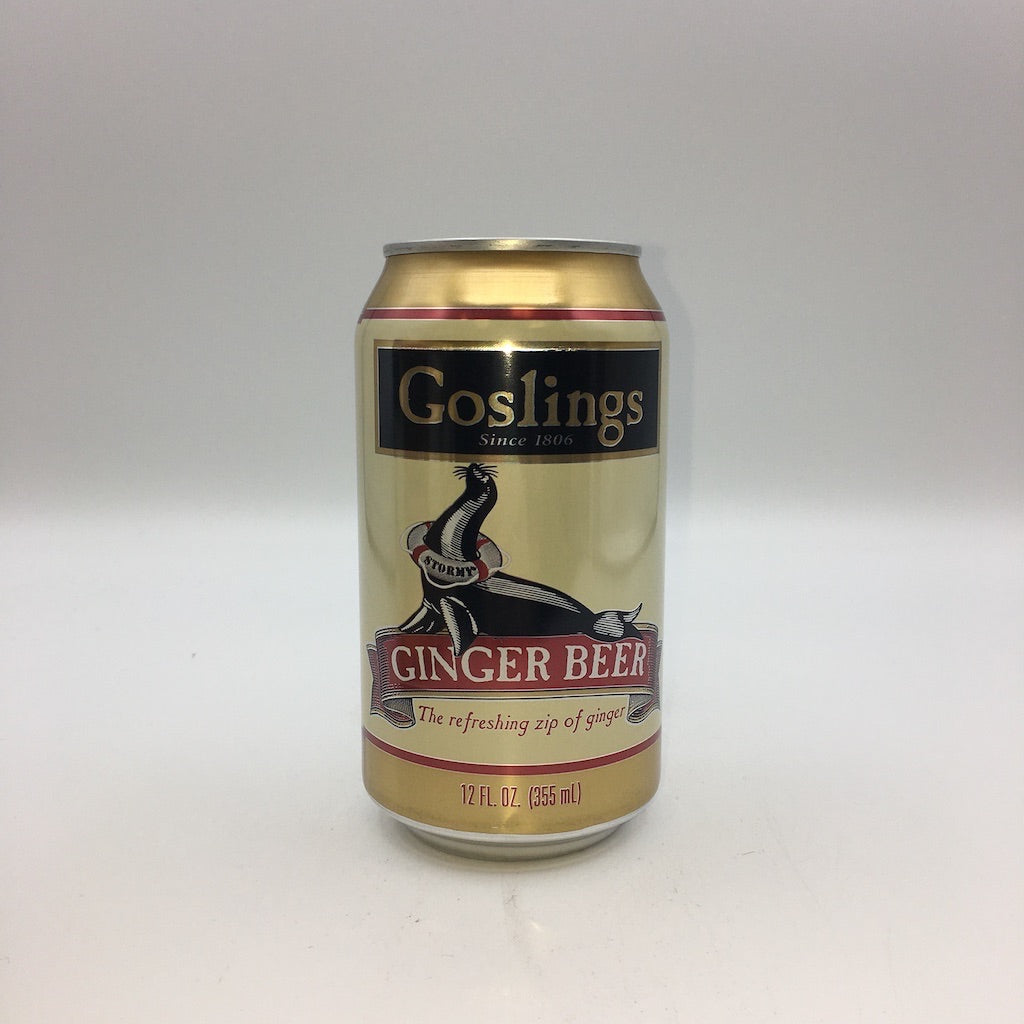 Goslings
Since 1806
STORMY
GINGER BEER
The refreshing zip of ginger
12 FL. OZ. (355 mL)